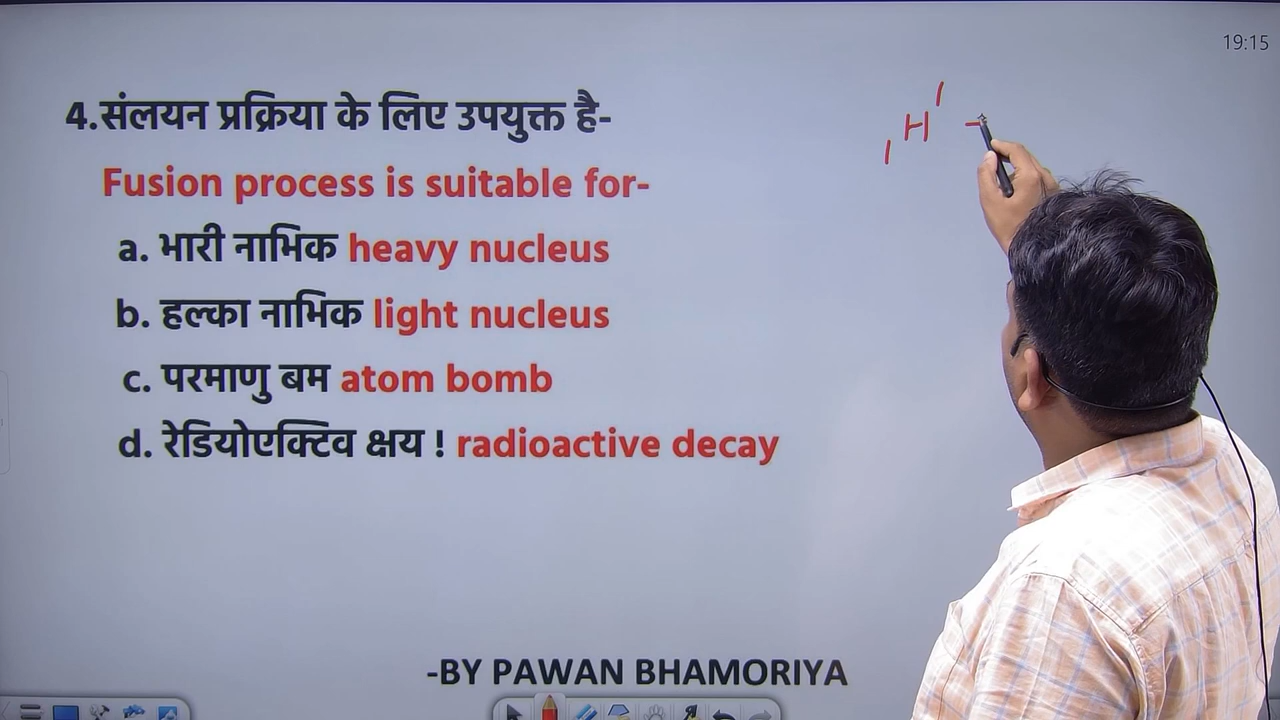 19:15
4.संलयन प्रक्रिया के लिए उपयुक्त है-
Fusion process is suitable for-
a. भारी नाभिक heavy nucleus
b. हल्का नाभिक light nucleus
c. परमाणु बम atom bomb
d. रेडियोएक्टिव क्षय ! radioactive decay
₁H¹ -
-BY PAWAN BHAMORIYA